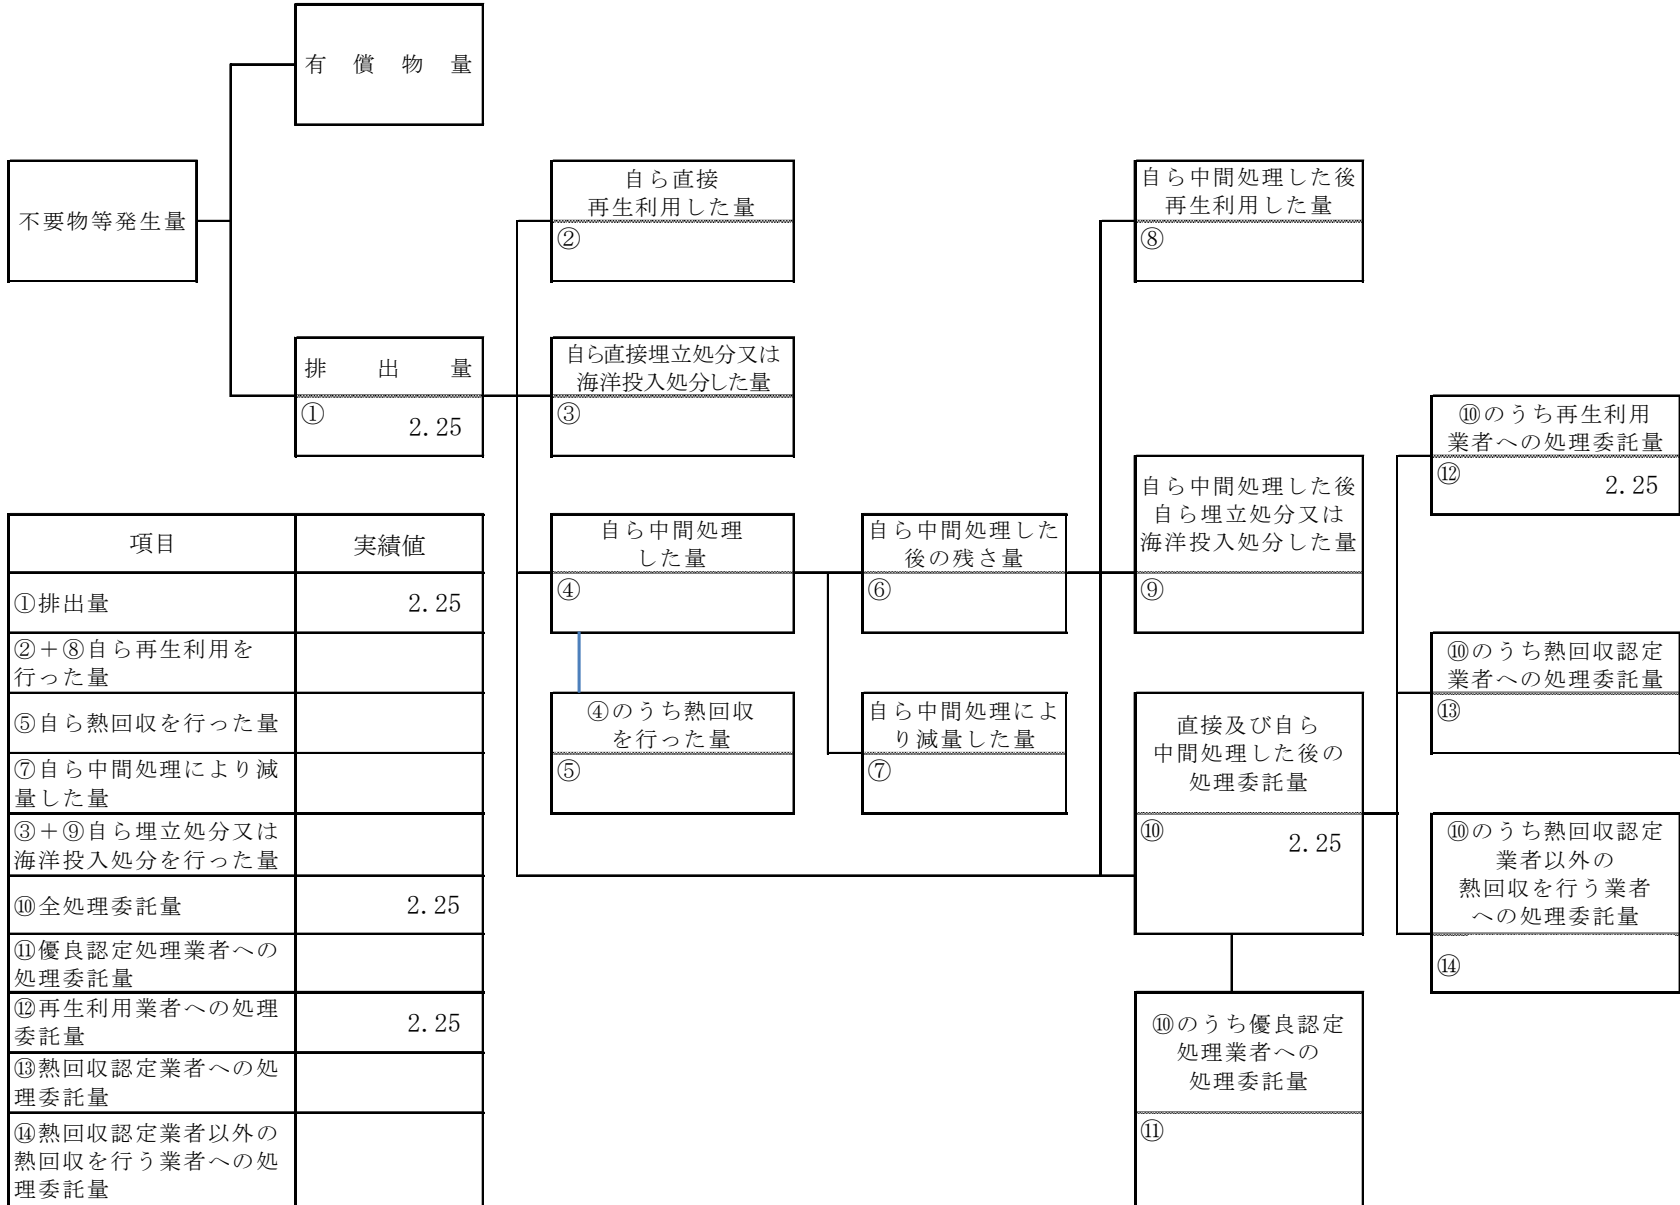 有償物量
不要物等発生量
自ら直接
再生利用した量
②
自ら中間処理した後
再生利用した量
⑧
排出量
① 2.25
自ら直接埋立処分又は
海洋投入処分した量
③
⑩のうち再生利用
業者への処理委託量
⑫ 2.25
自ら中間処理した後
自ら埋立処分又は
海洋投入処分した量
⑨
自ら中間処理
した量
④
自ら中間処理した
後の残さ量
⑥
⑩のうち熱回収認定
業者への処理委託量
⑬
④のうち熱回収
を行った量
⑤
自ら中間処理によ
り減量した量
⑦
直接及び自ら
中間処理した後の
処理委託量
⑩ 2.25
⑩のうち熱回収認定
業者以外の
熱回収を行う業者
への処理委託量
⑭
⑩のうち優良認定
処理業者への
処理委託量
⑪
項目 実績値
①排出量 2.25
②＋⑧自ら再生利用を
行った量
⑤自ら熱回収を行った量
⑦自ら中間処理により減
量した量
③＋⑨自ら埋立処分又は
海洋投入処分を行った量
⑩全処理委託量 2.25
⑪優良認定処理業者への
処理委託量
⑫再生利用業者への処理
委託量 2.25
⑬熱回収認定業者への処
理委託量
⑭熱回収認定業者以外の
熱回収を行う業者への処
理委託量